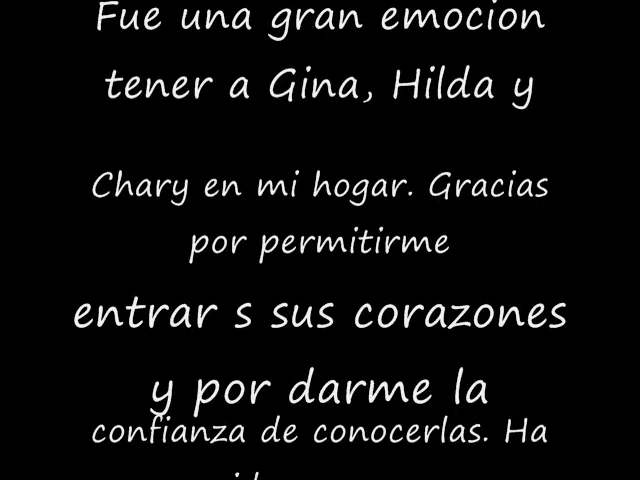 Fue una gran emocion
tener a Gina, Hilda y
Chary en mi hogar. Gracias
por permitirme
entrar s sus corazones
y por darme la
confianza de conocerlas. Ha